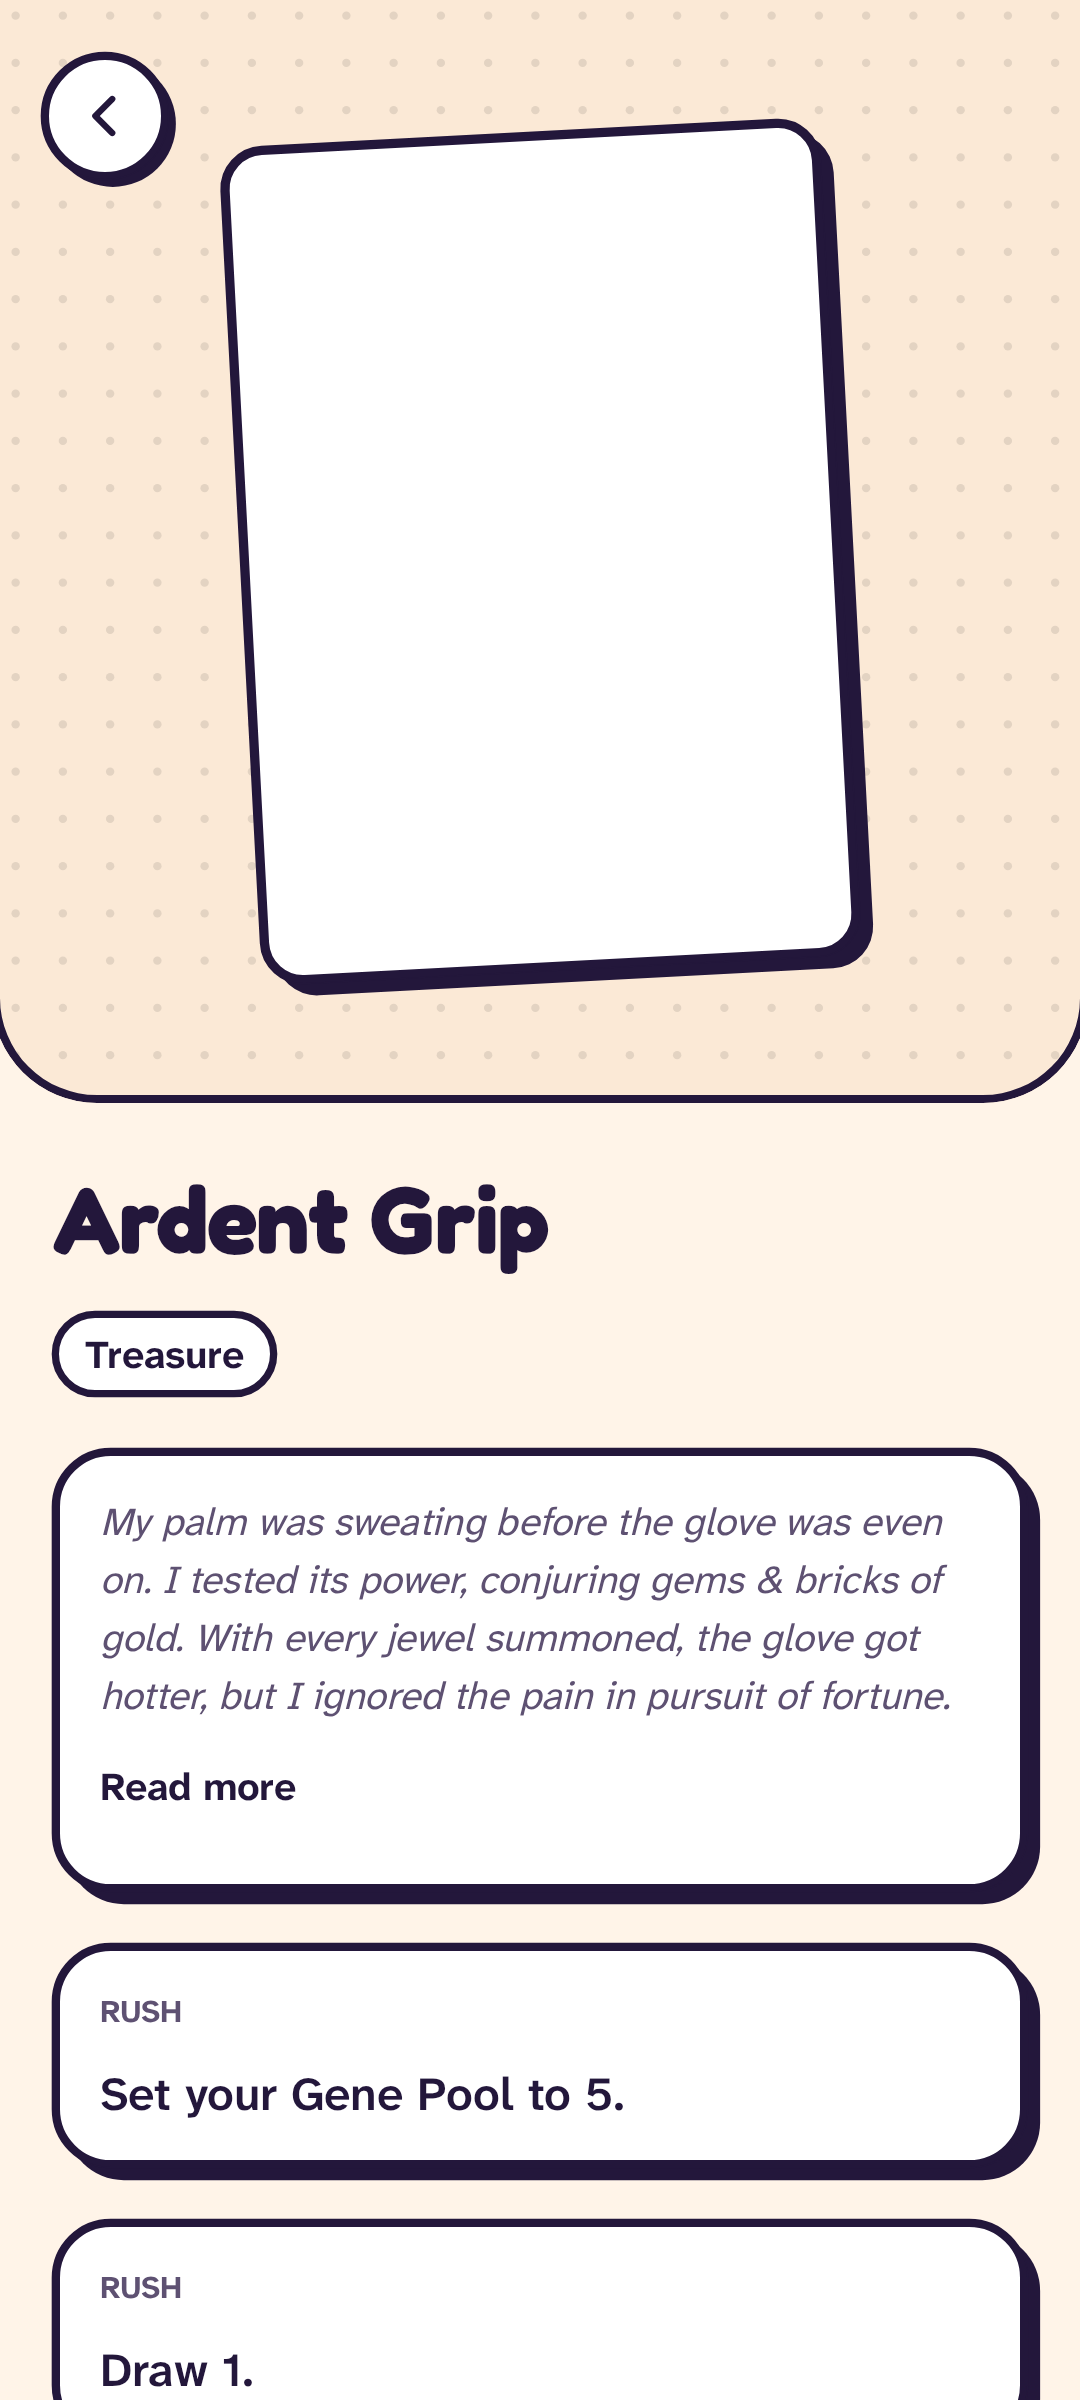 Ardent Grip
Treasure
My palm was sweating before the glove was even
on. I tested its power, conjuring gems & bricks of
gold. With every jewel summoned, the glove got
hotter, but I ignored the pain in pursuit of fortune.
Read more
RUSH
Set your Gene Pool to 5.
RUSH
Draw 1.